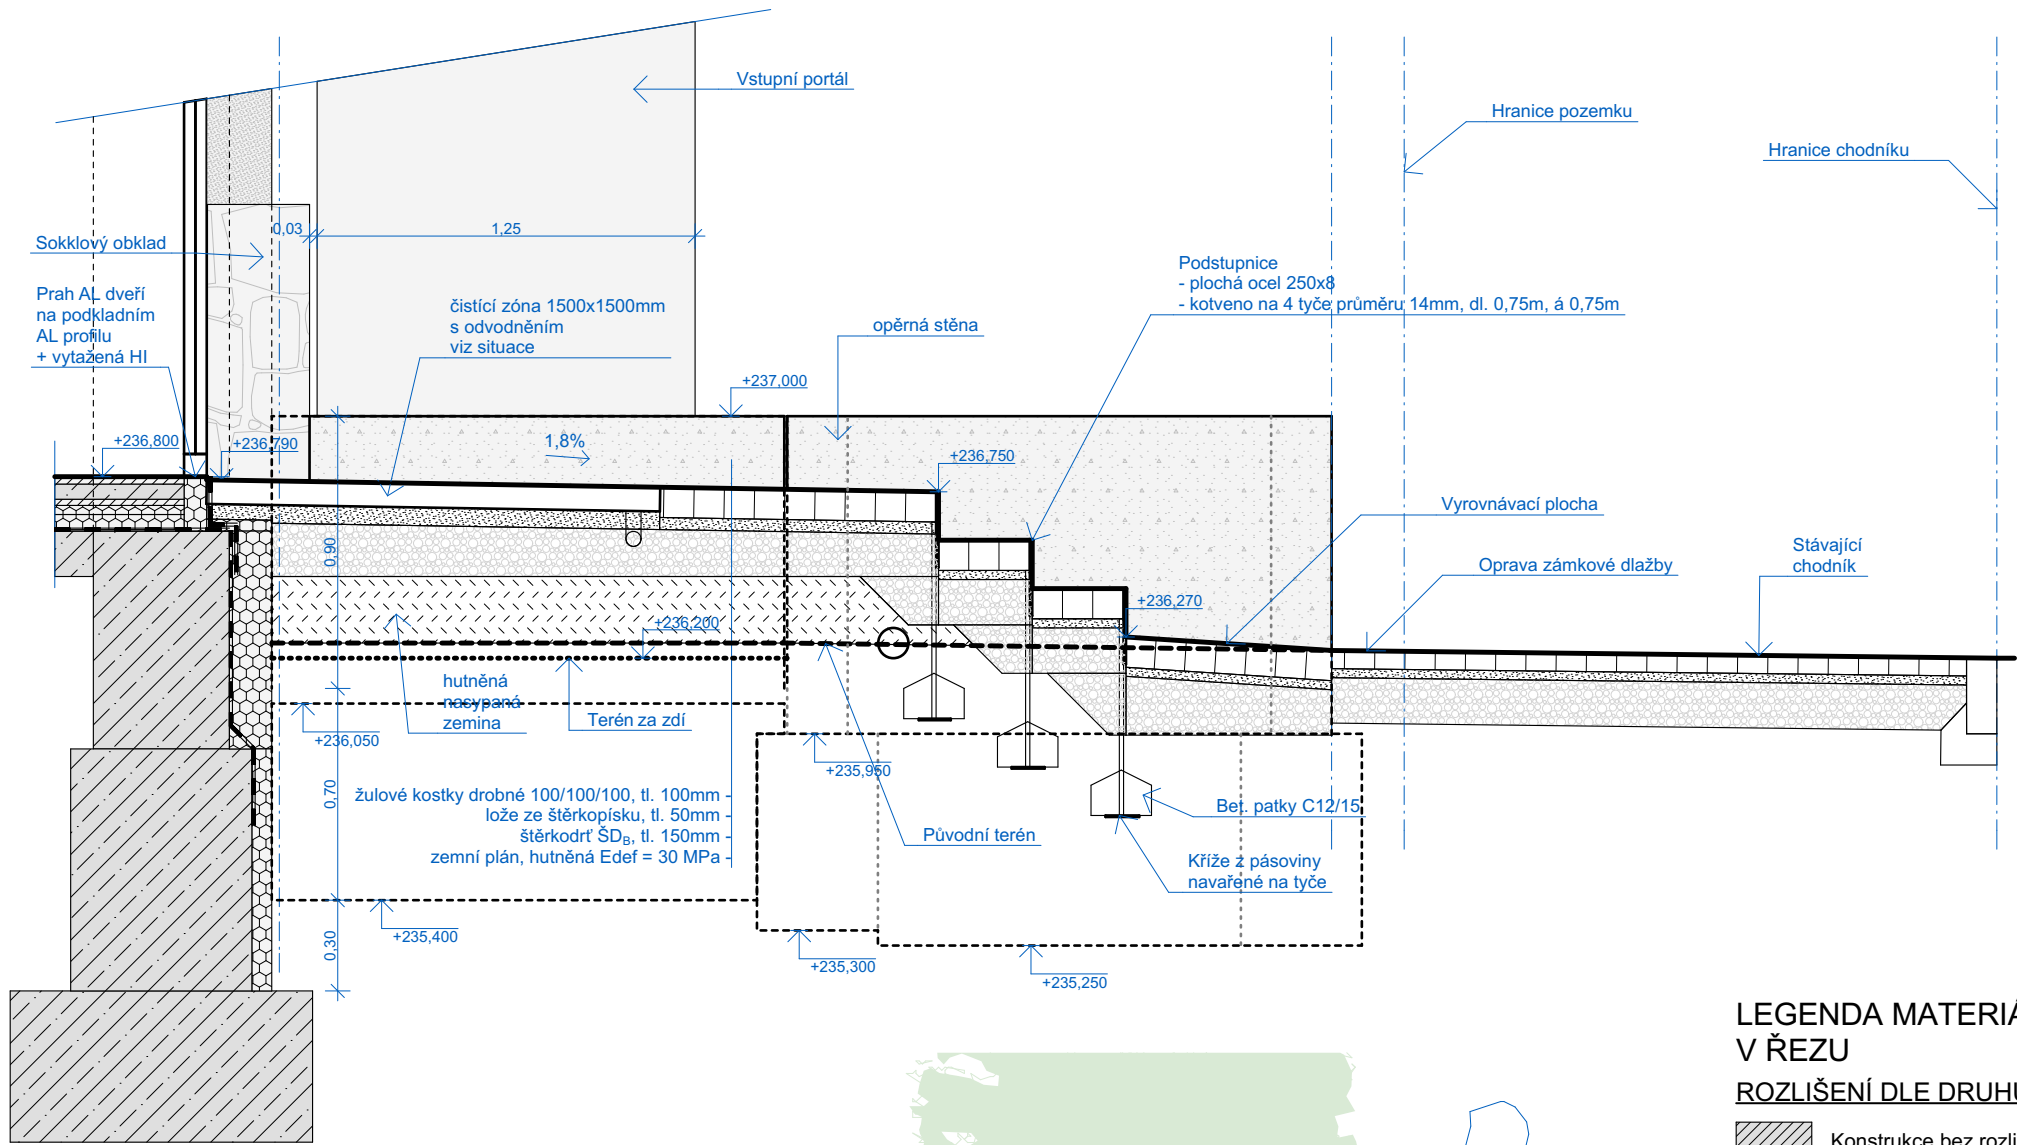 Vstupní portál
Hranice pozemku
Hranice chodníku
0,03
1,25
Sokklový obklad
Prah AL dveří
na podkladním
AL profilu
+ vytažená HI
čistící zóna 1500x1500mm
s odvodněním
viz situace
opěrná stěna
Podstupnice
- plochá ocel 250x8
- kotveno na 4 tyče průměru 14mm, dl. 0,75m, á 0,75m
+237,000
+236,800
+236,790
1,8%
+236,750
Vyrovnávací plocha
Oprava zámkové dlažby
Stávající
chodník
0,90
+236,270
+236,200
hutněná
nasypaná
zemina
Terén za zdí
+236,050
+235,950
0,70
žulové kostky drobné 100/100/100, tl. 100mm -
lože ze štěrkopísku, tl. 50mm -
štěrkodrť ŠDB, tl. 150mm -
zemní plán, hutněná Edef = 30 MPa -
Původní terén
Bet. patky C12/15
Kříže z pásoviny
navařené na tyče
0,30
+235,400
+235,300
+235,250
LEGENDA MATERIÁ
V ŘEZU
ROZLIŠENÍ DLE DRUHU
Konstrukce bez rozli